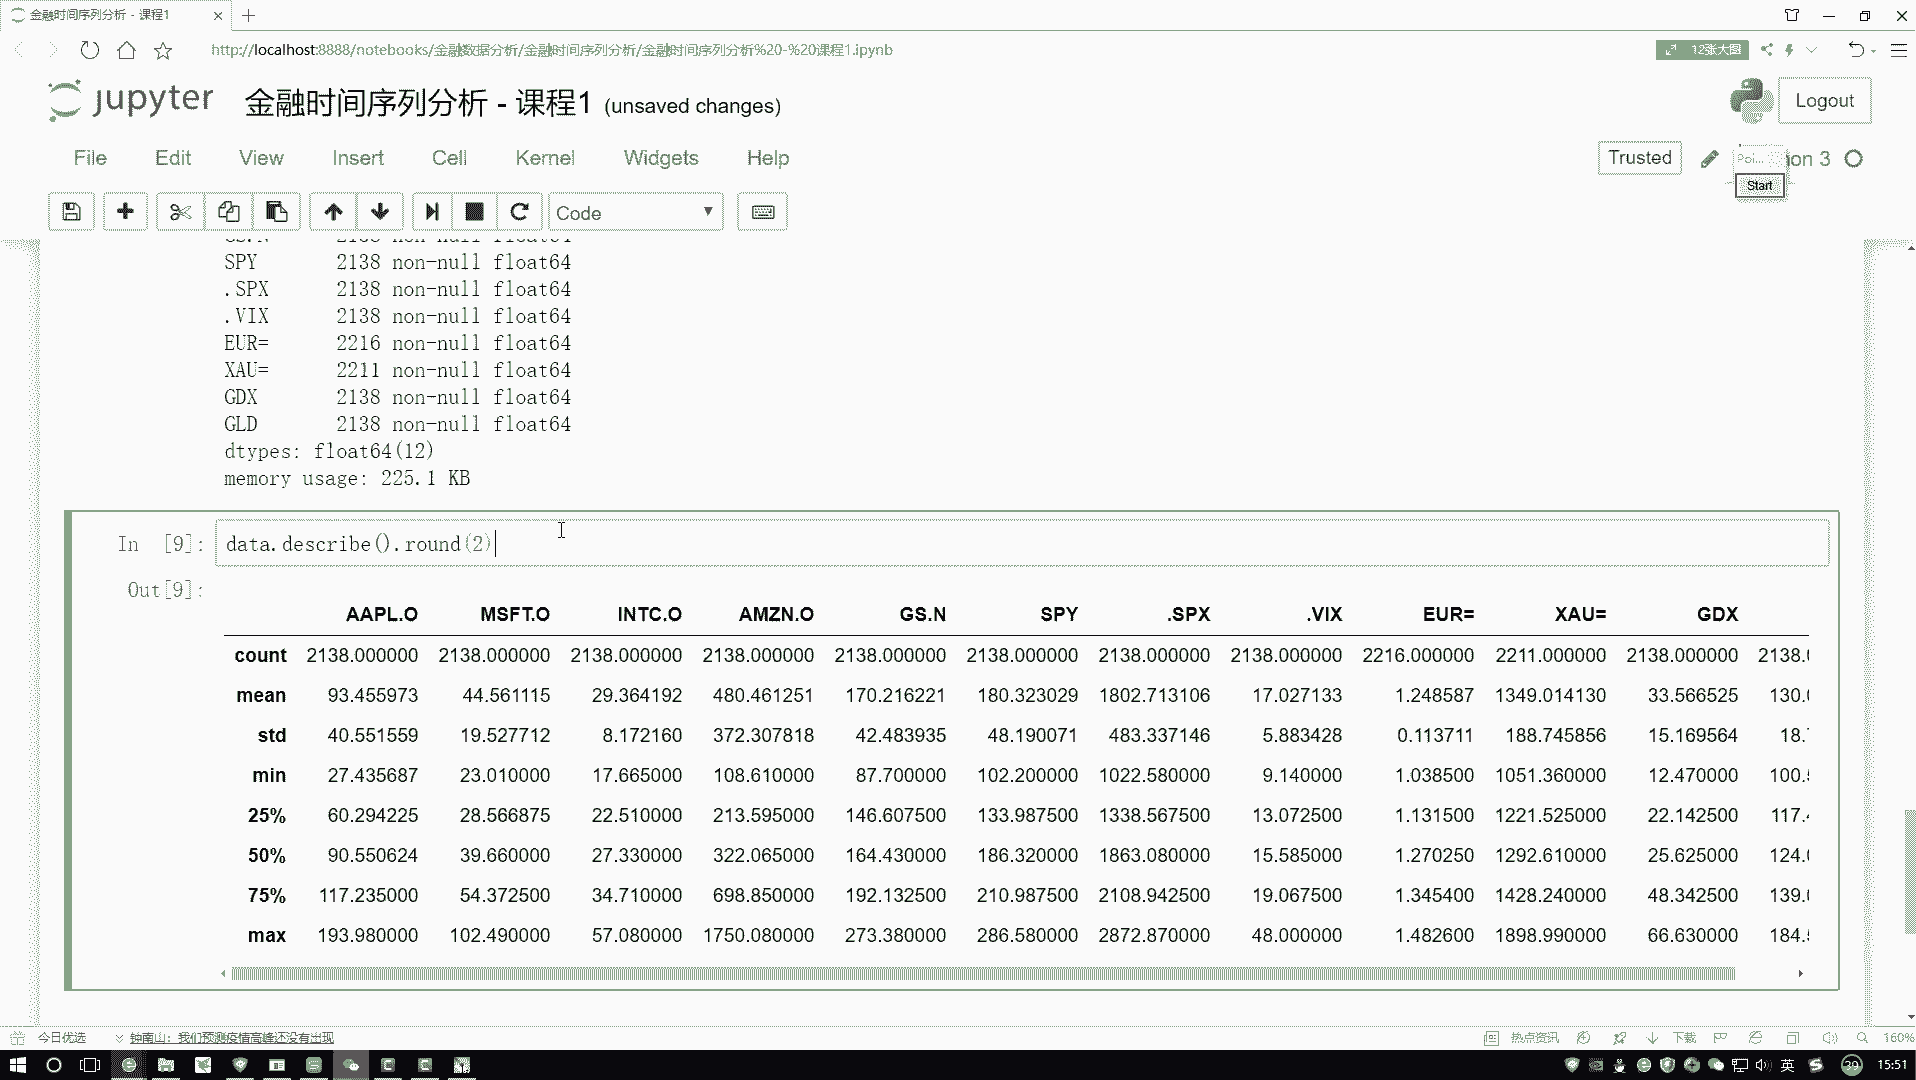 金融时间序列分析 - 课程1
http://localhost:8888/notebooks/金融数据分析/金融时间序列分析/金融时间序列分析%20-%20课程1.ipynb
12张大图
jupyter 金融时间序列分析 - 课程1 (unsaved changes)
Logout
File Edit View Insert Cell Kernel Widgets Help
Trusted
Poi... on 3
Start
Code
SPY 2138 non-null float64
.SPX 2138 non-null float64
.VIX 2138 non-null float64
EUR= 2216 non-null float64
XAU= 2211 non-null float64
GDX 2138 non-null float64
GLD 2138 non-null float64
dtypes: float64(12)
memory usage: 225.1 KB
In [9]: data.describe().round(2)
Out[9]:
AAPL.O MSFT.O INTC.O AMZN.O GS.N SPY .SPX .VIX EUR= XAU= GDX
count 2138.000000 2138.000000 2138.000000 2138.000000 2138.000000 2138.000000 2138.000000 2138.000000 2216.000000 2211.000000 2138.000000 2138.0
mean 93.455973 44.561115 29.364192 480.461251 170.216221 180.323029 1802.713106 17.027133 1.248587 1349.014130 33.566525 130.0
std 40.551559 19.527712 8.172160 372.307818 42.483935 48.190071 483.337146 5.883428 0.113711 188.745856 15.169564 18.
min 27.435687 23.010000 17.665000 108.610000 87.700000 102.200000 1022.580000 9.140000 1.038500 1051.360000 12.470000 100.
25% 60.294225 28.566875 22.510000 213.595000 146.607500 133.987500 1338.567500 13.072500 1.131500 1221.525000 22.142500 117.
50% 90.550624 39.660000 27.330000 322.065000 164.430000 186.320000 1863.080000 15.585000 1.270250 1292.610000 25.625000 124.
75% 117.235000 54.372500 34.710000 698.850000 192.132500 210.987500 2108.942500 19.067500 1.345400 1428.240000 48.342500 139.
max 193.980000 102.490000 57.080000 1750.080000 273.380000 286.580000 2872.870000 48.000000 1.482600 1898.990000 66.630000 184.
今日优选 钟南山：我们预测疫情高峰还没有出现
热点资讯 下载 160%
英 39 15:51